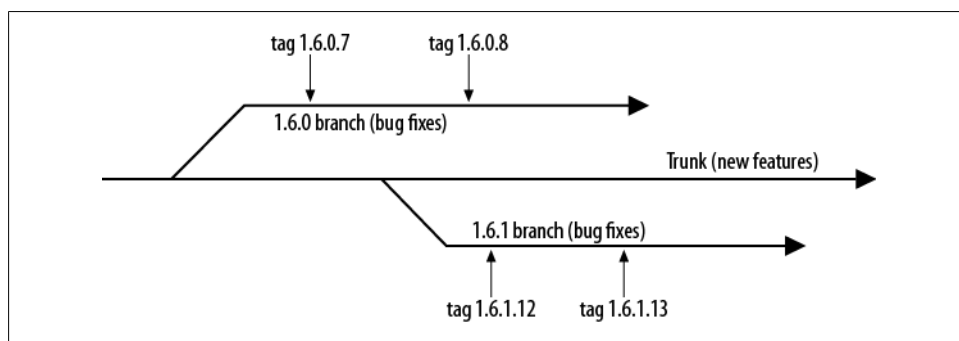 tag 1.6.0.7
tag 1.6.0.8
1.6.0 branch (bug fixes)
Trunk (new features)
1.6.1 branch (bug fixes)
tag 1.6.1.12
tag 1.6.1.13